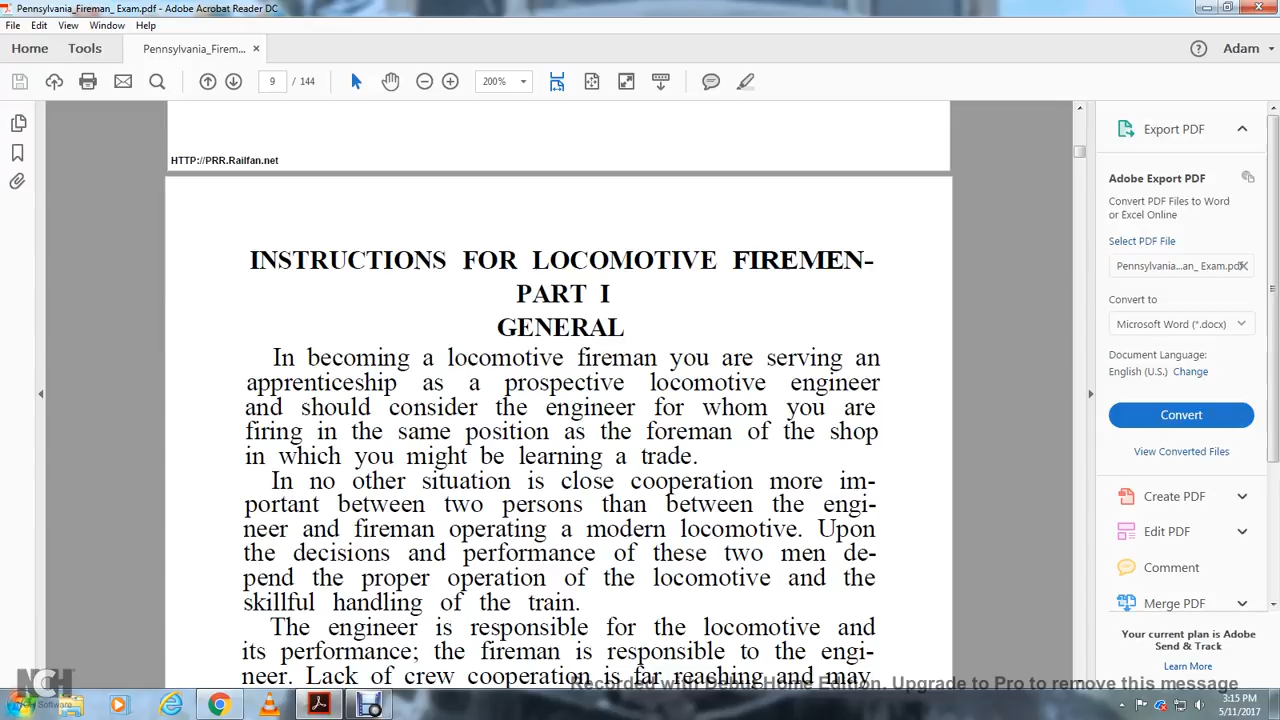 Pennsylvania_Fireman_ Exam.pdf - Adobe Acrobat Reader DC
File Edit View Window Help
Home Tools Pennsylvania_Firem... × Adam
9 / 144 200%
HTTP://PRR.Railfan.net
INSTRUCTIONS FOR LOCOMOTIVE FIREMEN-
PART I
GENERAL
In becoming a locomotive fireman you are serving an
apprenticeship as a prospective locomotive engineer
and should consider the engineer for whom you are
firing in the same position as the foreman of the shop
in which you might be learning a trade.
In no other situation is close cooperation more im-
portant between two persons than between the engi-
neer and fireman operating a modern locomotive. Upon
the decisions and performance of these two men de-
pend the proper operation of the locomotive and the
skillful handling of the train.
The engineer is responsible for the locomotive and
its performance; the fireman is responsible to the engi-
neer. Lack of crew cooperation is far reaching and may
Export PDF
Adobe Export PDF
Convert PDF Files to Word
or Excel Online
Select PDF File
Pennsylvania...an_ Exam.pdf
Convert to
Microsoft Word (*.docx)
Document Language:
English (U.S.) Change
Convert
View Converted Files
Create PDF
Edit PDF
Comment
Merge PDF
Your current plan is Adobe
Send & Track
Learn More
Recorded with Debut Home Edition. Upgrade to Pro to remove this message
NCH Software
3:15 PM
5/11/2017